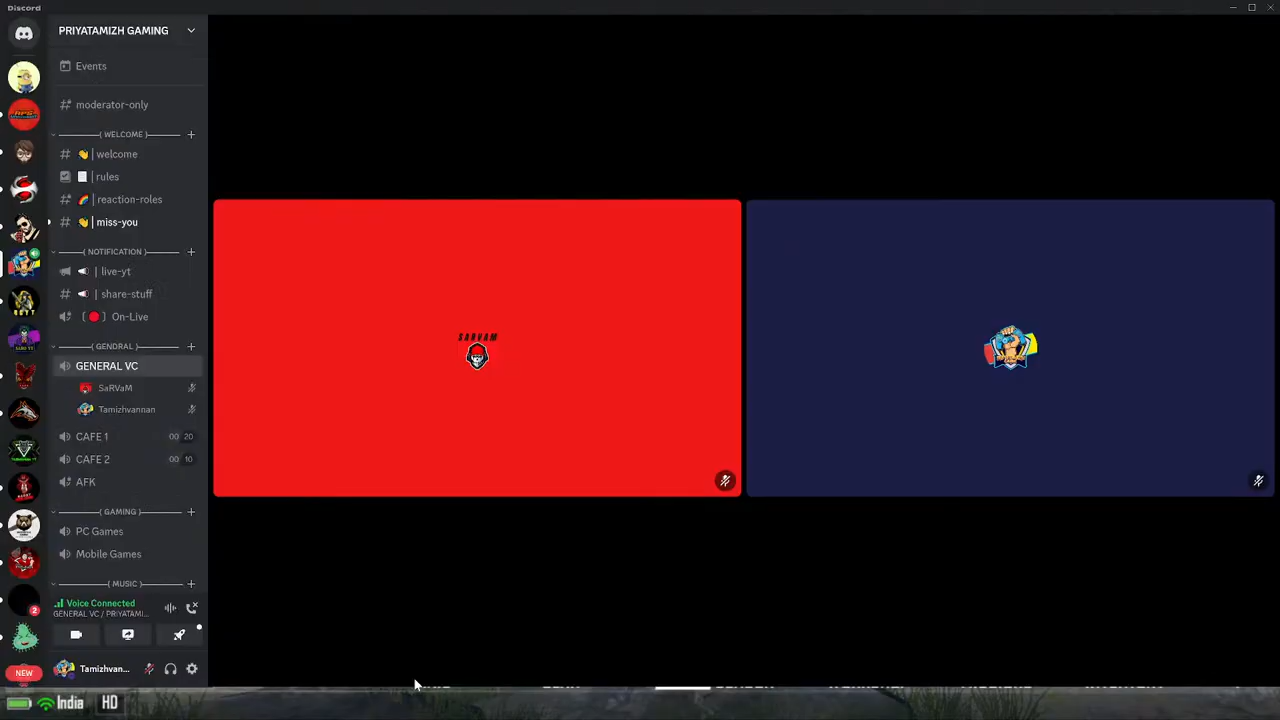 Discord
PRIYATAMIZH GAMING
Events
moderator-only
( WELCOME )
| welcome
| rules
| reaction-roles
| miss-you
( NOTIFICATION )
| live-yt
| share-stuff
( ) On-Live
( GENDRAL )
GENERAL VC
SaRVaM
Tamizhvannan
CAFE 1 00 20
CAFE 2 00 10
AFK
( GAMING )
PC Games
Mobile Games
( MUSIC )
Voice Connected
GENERAL VC / PRIYATAMI...
Tamizhvan...
NEW
2
SARVAM
India HD